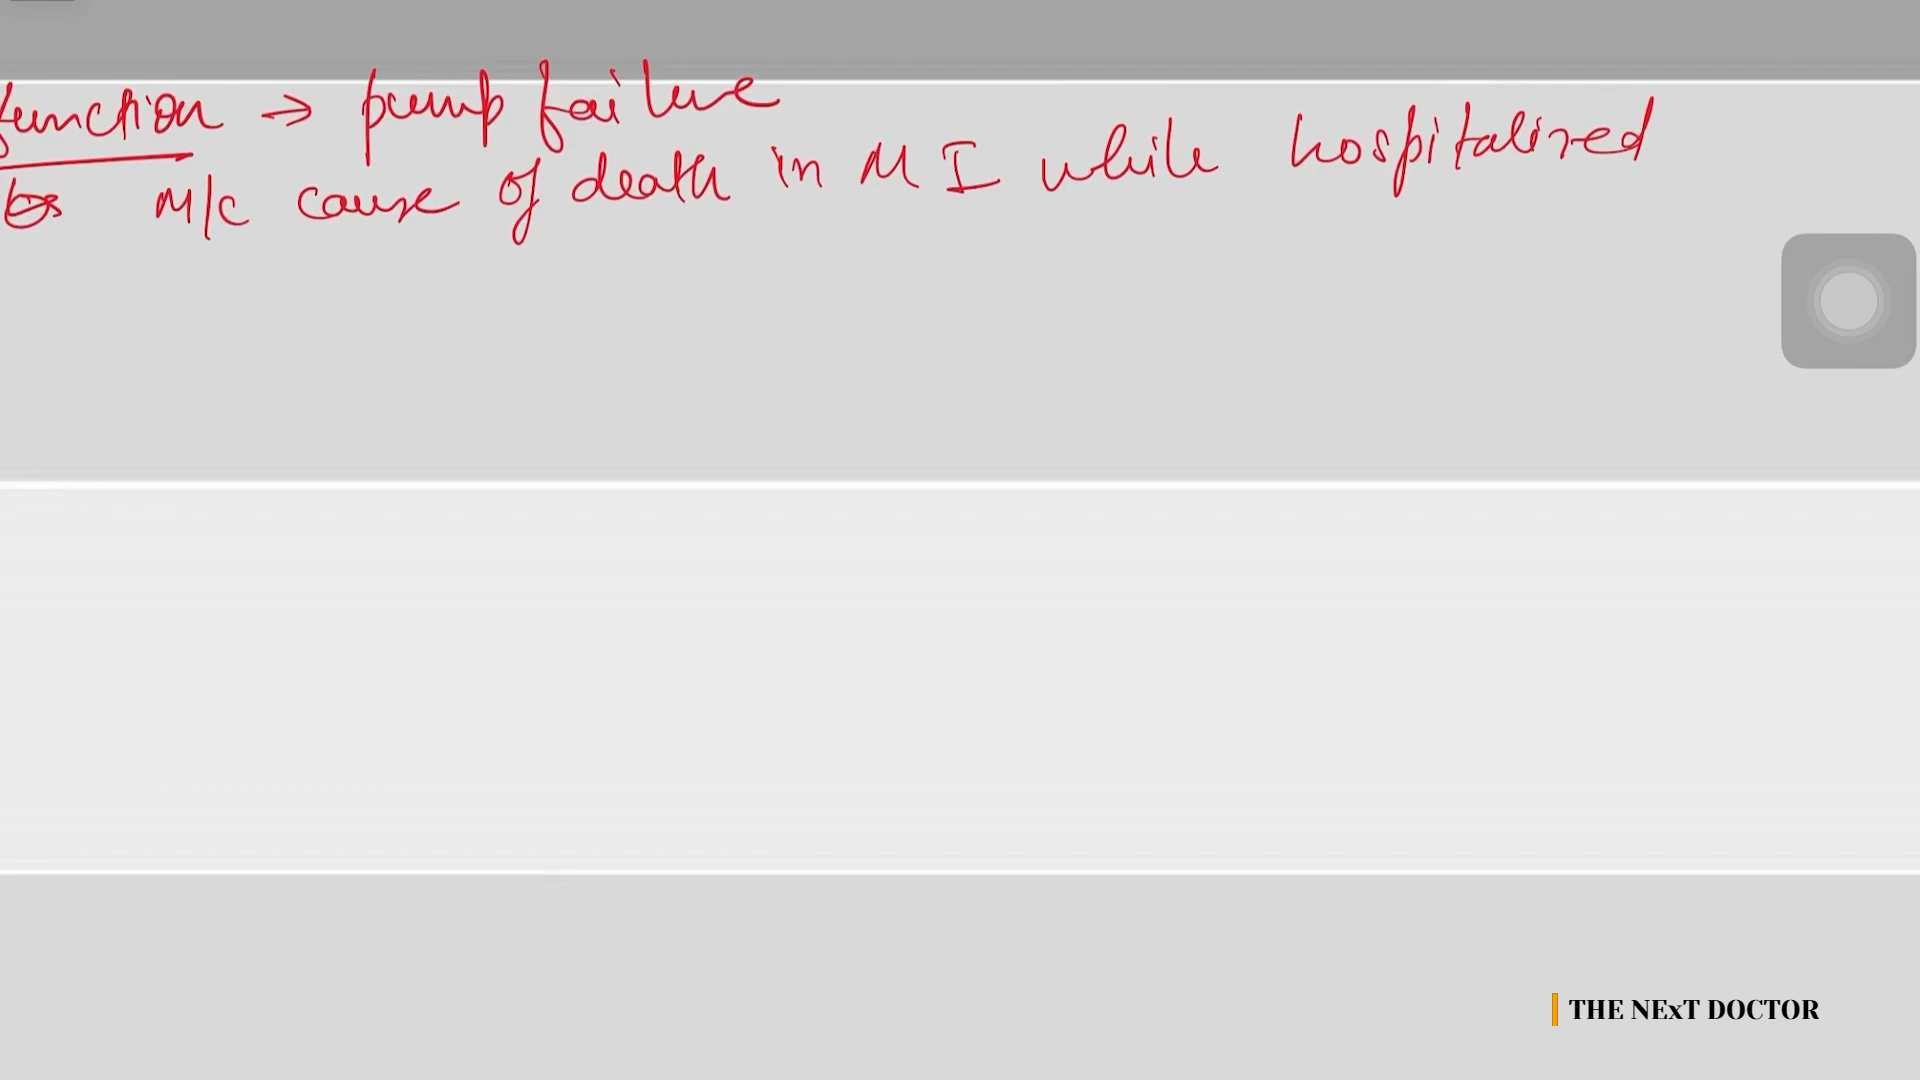 function → pump failure
M/c cause of death in MI while hospitalized
THE NExT DOCTOR